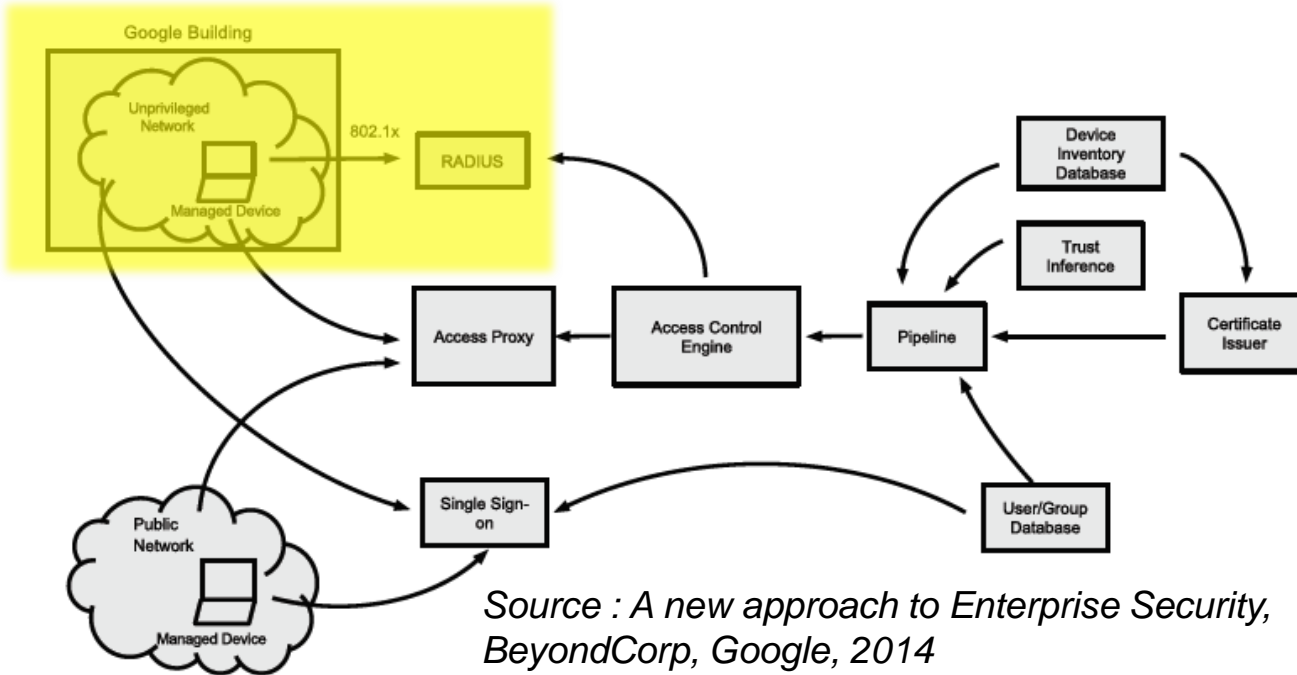 Google Building
Unprivileged
Network
Managed Device
802.1x
RADIUS
Device
Inventory
Database
Trust
Inference
Access Proxy
Access Control
Engine
Pipeline
Certificate
Issuer
Single Sign-
on
User/Group
Database
Public
Network
Managed Device
Source : A new approach to Enterprise Security,
BeyondCorp, Google, 2014